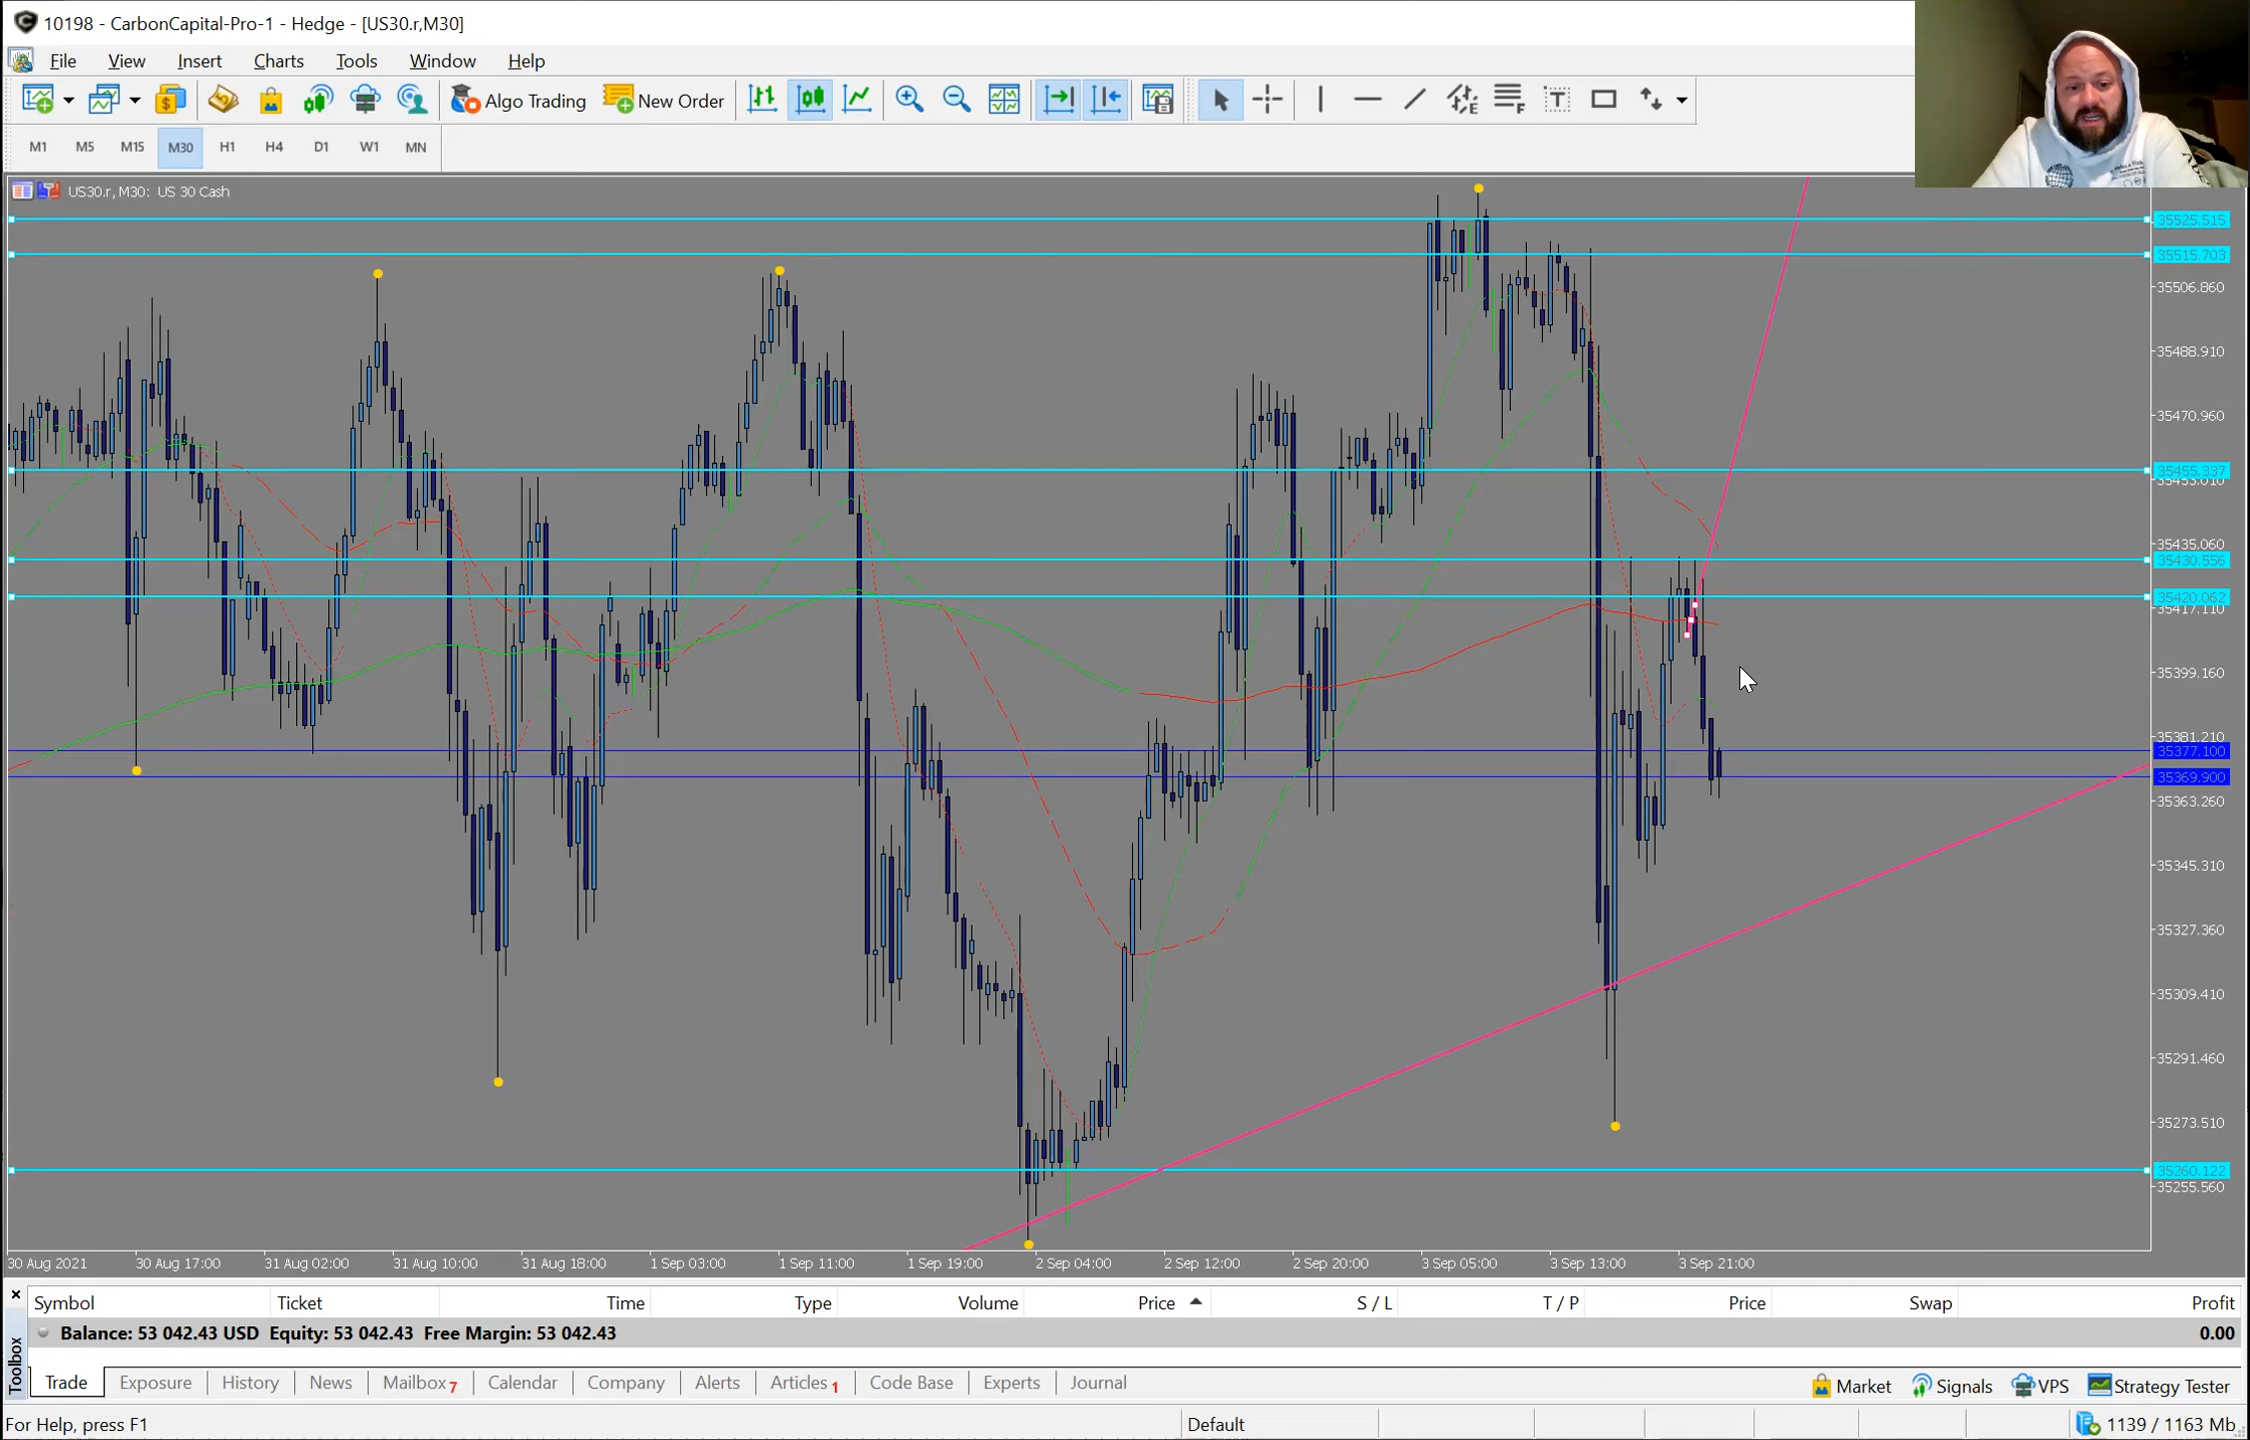 10198 - CarbonCapital-Pro-1 - Hedge - [US30.r,M30]
File View Insert Charts Tools Window Help
Algo Trading New Order
M1 M5 M15 M30 H1 H4 D1 W1 MN
US30.r, M30: US 30 Cash
35525.515
35515.703
35506.860
35488.910
35470.960
35455.337
35453.010
35435.060
35430.556
35420.062
35417.110
35399.160
35381.210
35377.100
35369.900
35363.260
35345.310
35327.360
35309.410
35291.460
35273.510
35260.122
35255.560
30 Aug 2021 30 Aug 17:00 31 Aug 02:00 31 Aug 10:00 31 Aug 18:00 1 Sep 03:00 1 Sep 11:00 1 Sep 19:00 2 Sep 04:00 2 Sep 12:00 2 Sep 20:00 3 Sep 05:00 3 Sep 13:00 3 Sep 21:00
Symbol Ticket Time Type Volume Price S / L T / P Price Swap Profit
Balance: 53 042.43 USD Equity: 53 042.43 Free Margin: 53 042.43 0.00
Toolbox
Trade Exposure History News Mailbox 7 Calendar Company Alerts Articles 1 Code Base Experts Journal Market Signals VPS Strategy Tester
For Help, press F1 Default 1139 / 1163 Mb